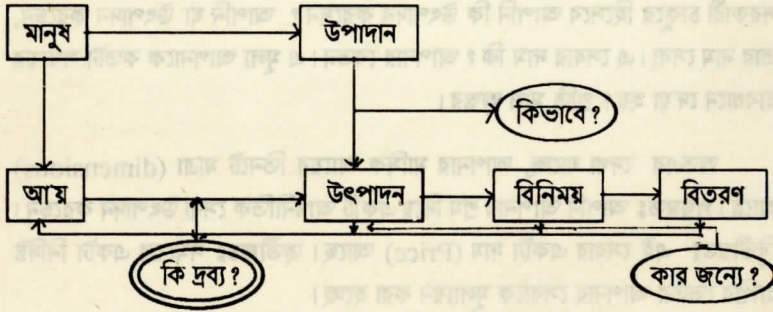 মানুষ উপাদান
কিভাবে?
আয় উৎপাদন বিনিময় বিতরণ
কি দ্রব্য? কার জন্যে?